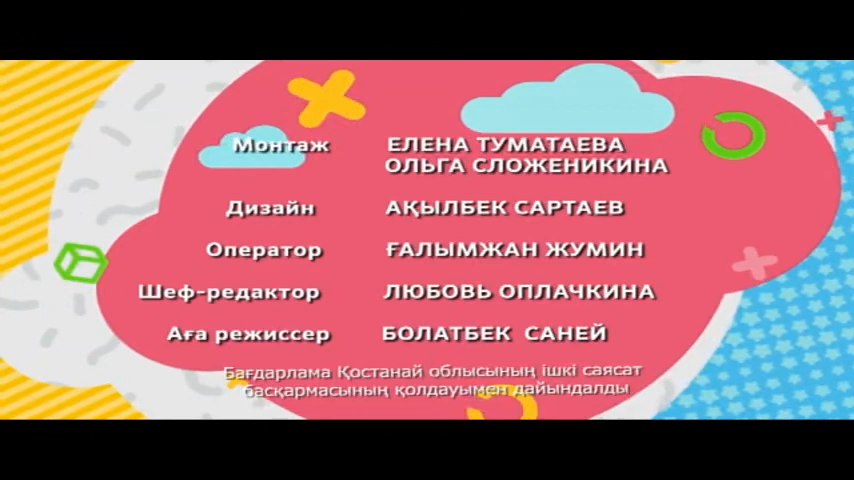 Монтаж ЕЛЕНА ТУМАТАЕВА
ОЛЬГА СЛОЖЕНИКИНА
Дизайн АҚЫЛБЕК САРТАЕВ
Оператор ҒАЛЫМЖАН ЖУМИН
Шеф-редактор ЛЮБОВЬ ОПЛАЧКИНА
Аға режиссер БОЛАТБЕК САНЕЙ
Бағдарлама Қостанай облысының ішкі саясат
басқармасының қолдауымен дайындалды